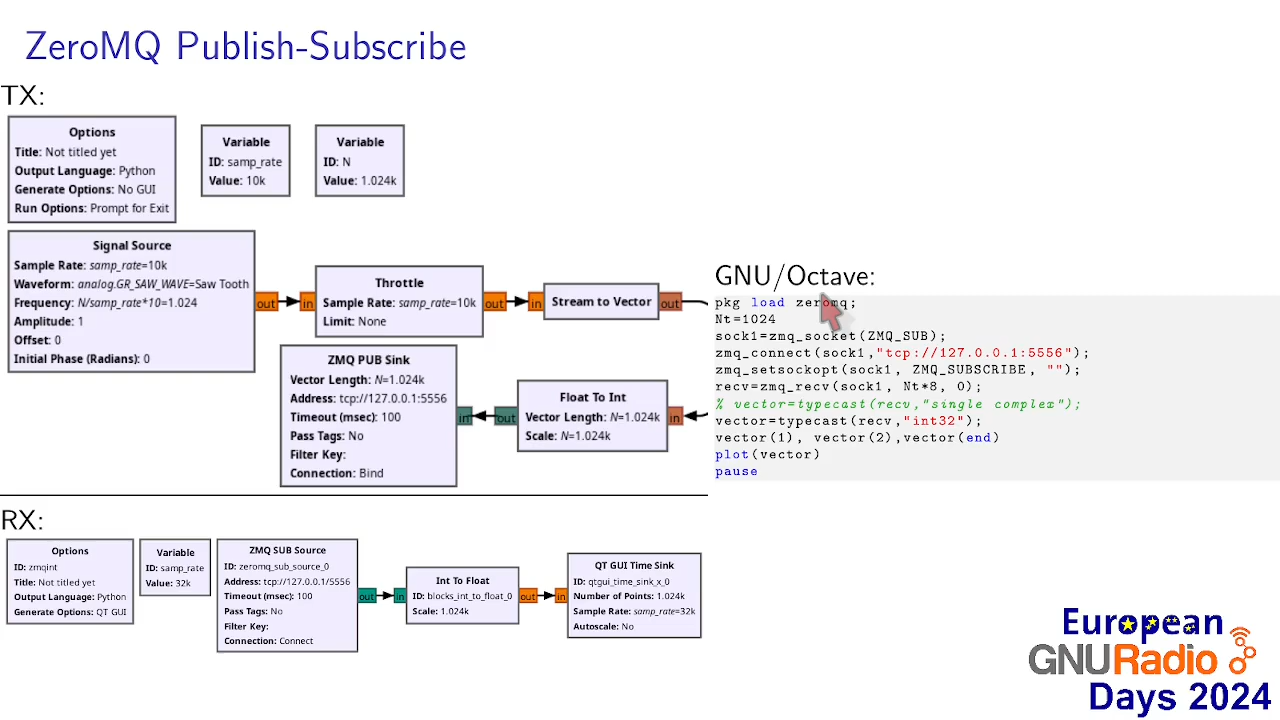 ZeroMQ Publish-Subscribe
TX:
Options
Title: Not titled yet
Output Language: Python
Generate Options: No GUI
Run Options: Prompt for Exit
Variable
ID: samp_rate
Value: 10k
Variable
ID: N
Value: 1.024k
Signal Source
Sample Rate: samp_rate=10k
Waveform: analog.GR_SAW_WAVE=Saw Tooth
Frequency: N/samp_rate*10=1.024
Amplitude: 1
Offset: 0
Initial Phase (Radians): 0
out
in
Throttle
Sample Rate: samp_rate=10k
Limit: None
out
in
Stream to Vector
out
ZMQ PUB Sink
Vector Length: N=1.024k
Address: tcp://127.0.0.1:5556
Timeout (msec): 100
Pass Tags: No
Filter Key:
Connection: Bind
in
out
Float To Int
Vector Length: N=1.024k
Scale: N=1.024k
in
GNU/Octave:
pkg load zeromq;
Nt=1024
sock1=zmq_socket(ZMQ_SUB);
zmq_connect(sock1,"tcp://127.0.0.1:5556");
zmq_setsockopt(sock1, ZMQ_SUBSCRIBE, "");
recv=zmq_recv(sock1, Nt*8, 0);
% vector=typecast(recv,"single complex");
vector=typecast(recv,"int32");
vector(1), vector(2),vector(end)
plot(vector)
pause
RX:
Options
ID: zmqint
Title: Not titled yet
Output Language: Python
Generate Options: QT GUI
Variable
ID: samp_rate
Value: 32k
ZMQ SUB Source
ID: zeromq_sub_source_0
Address: tcp://127.0.0.1/5556
Timeout (msec): 100
Pass Tags: No
Filter Key:
Connection: Connect
out
in
Int To Float
ID: blocks_int_to_float_0
Scale: 1.024k
out
in
QT GUI Time Sink
ID: qtgui_time_sink_x_0
Number of Points: 1.024k
Sample Rate: samp_rate=32k
Autoscale: No
European
GNURadio
Days 2024